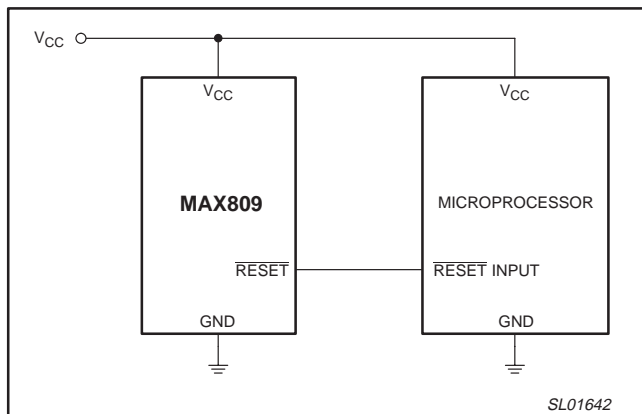 VCC
VCC
VCC
MAX809
MICROPROCESSOR
RESET
RESET INPUT
GND
GND
SL01642